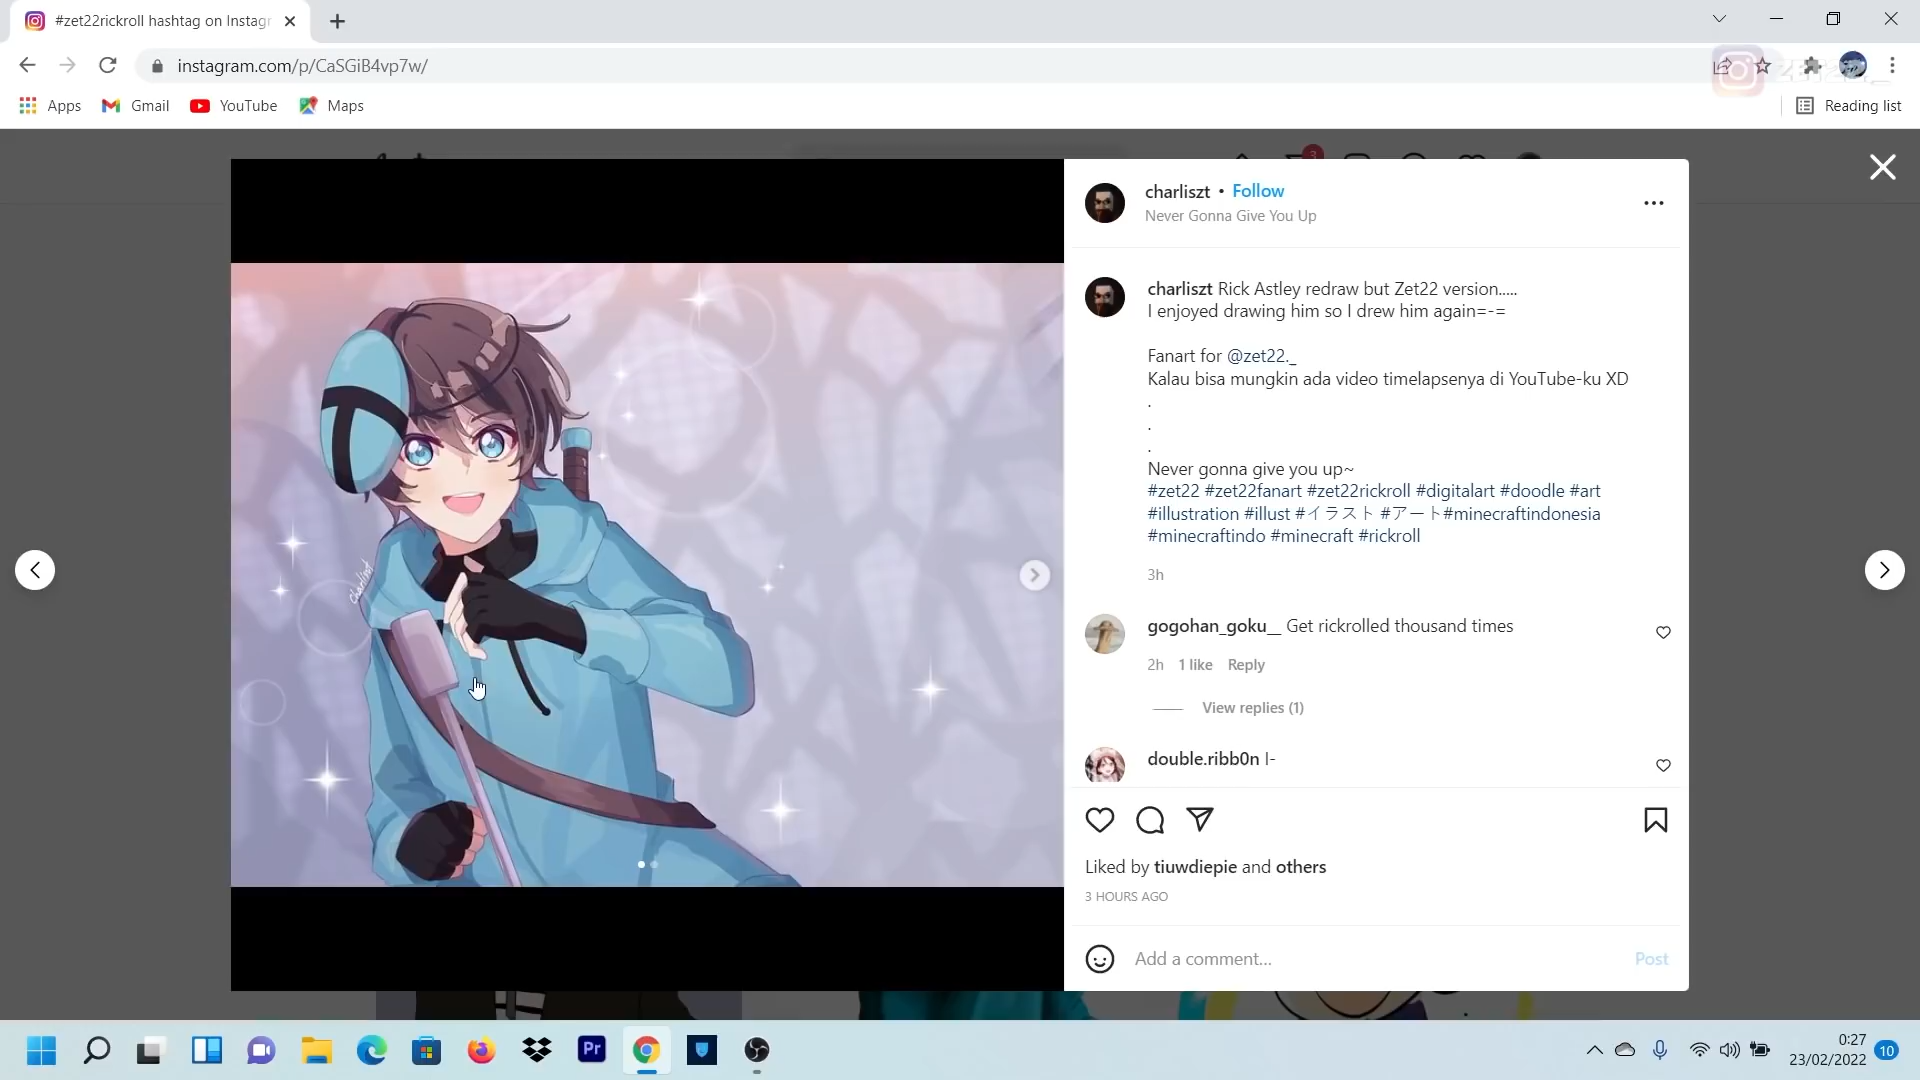 #zet22rickroll hashtag on Instagr
instagram.com/p/CaSGiB4vp7w/
Apps
Gmail
YouTube
Maps
Reading list
3
charliszt • Follow
Never Gonna Give You Up
charliszt Rick Astley redraw but Zet22 version.....
I enjoyed drawing him so I drew him again=-=
Fanart for @zet22._
Kalau bisa mungkin ada video timelapsenya di YouTube-ku XD
.
.
.
Never gonna give you up~
#zet22 #zet22fanart #zet22rickroll #digitalart #doodle #art
#illustration #illust #イラスト #アート#minecraftindonesia
#minecraftindo #minecraft #rickroll
3h
gogohan_goku__ Get rickrolled thousand times
2h 1 like Reply
View replies (1)
double.ribb0n I-
Liked by tiuwdiepie and others
3 HOURS AGO
Add a comment...
Post
Charliszt
Pr
0:27
23/02/2022
10